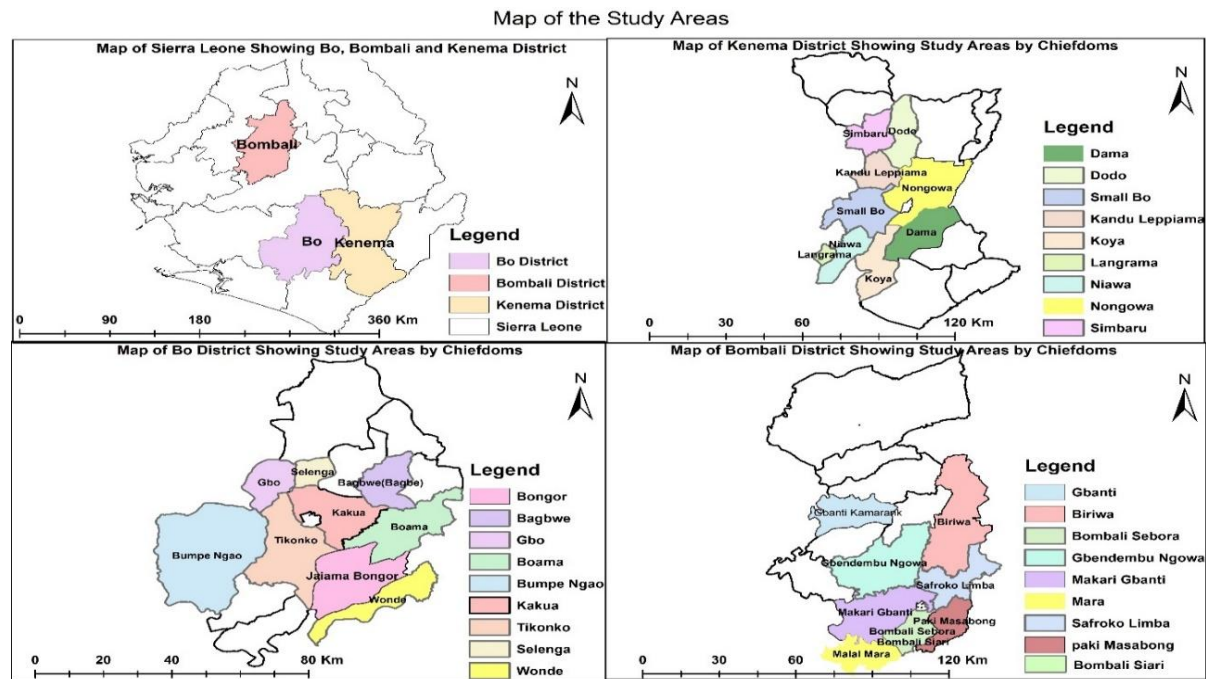 Map of the Study Areas
Map of Sierra Leone Showing Bo, Bombali and Kenema District
N
Bombali
Bo
Kenema
Legend
Bo District
Bombali District
Kenema District
Sierra Leone
0 90 180 360 Km
Map of Kenema District Showing Study Areas by Chiefdoms
N
Simbaru
Dodo
Kandu Leppiama
Nongowa
Small Bo
Dama
Niawa
Langrama
Koya
Legend
Dama
Dodo
Small Bo
Kandu Leppiama
Koya
Langrama
Niawa
Nongowa
Simbaru
0 30 60 120 Km
Map of Bo District Showing Study Areas by Chiefdoms
N
Selenga
Gbo
Bagbwe(Bagbe)
Kakua
Boama
Tikonko
Bumpe Ngao
Jaiama Bongor
Wonde
Legend
Bongor
Bagbwe
Gbo
Boama
Bumpe Ngao
Kakua
Tikonko
Selenga
Wonde
0 20 40 80 Km
Map of Bombali District Showing Study Areas by Chiefdoms
N
Gbanti Kamarank
Biriwa
Gbendembu Ngowa
Safroko Limba
Makari Gbanti
Paki Masabong
Bombali Sebora
Bombali Siari
Malal Mara
Legend
Gbanti
Biriwa
Bombali Sebora
Gbendembu Ngowa
Makari Gbanti
Mara
Safroko Limba
paki Masabong
Bombali Siari
0 30 60 120 Km